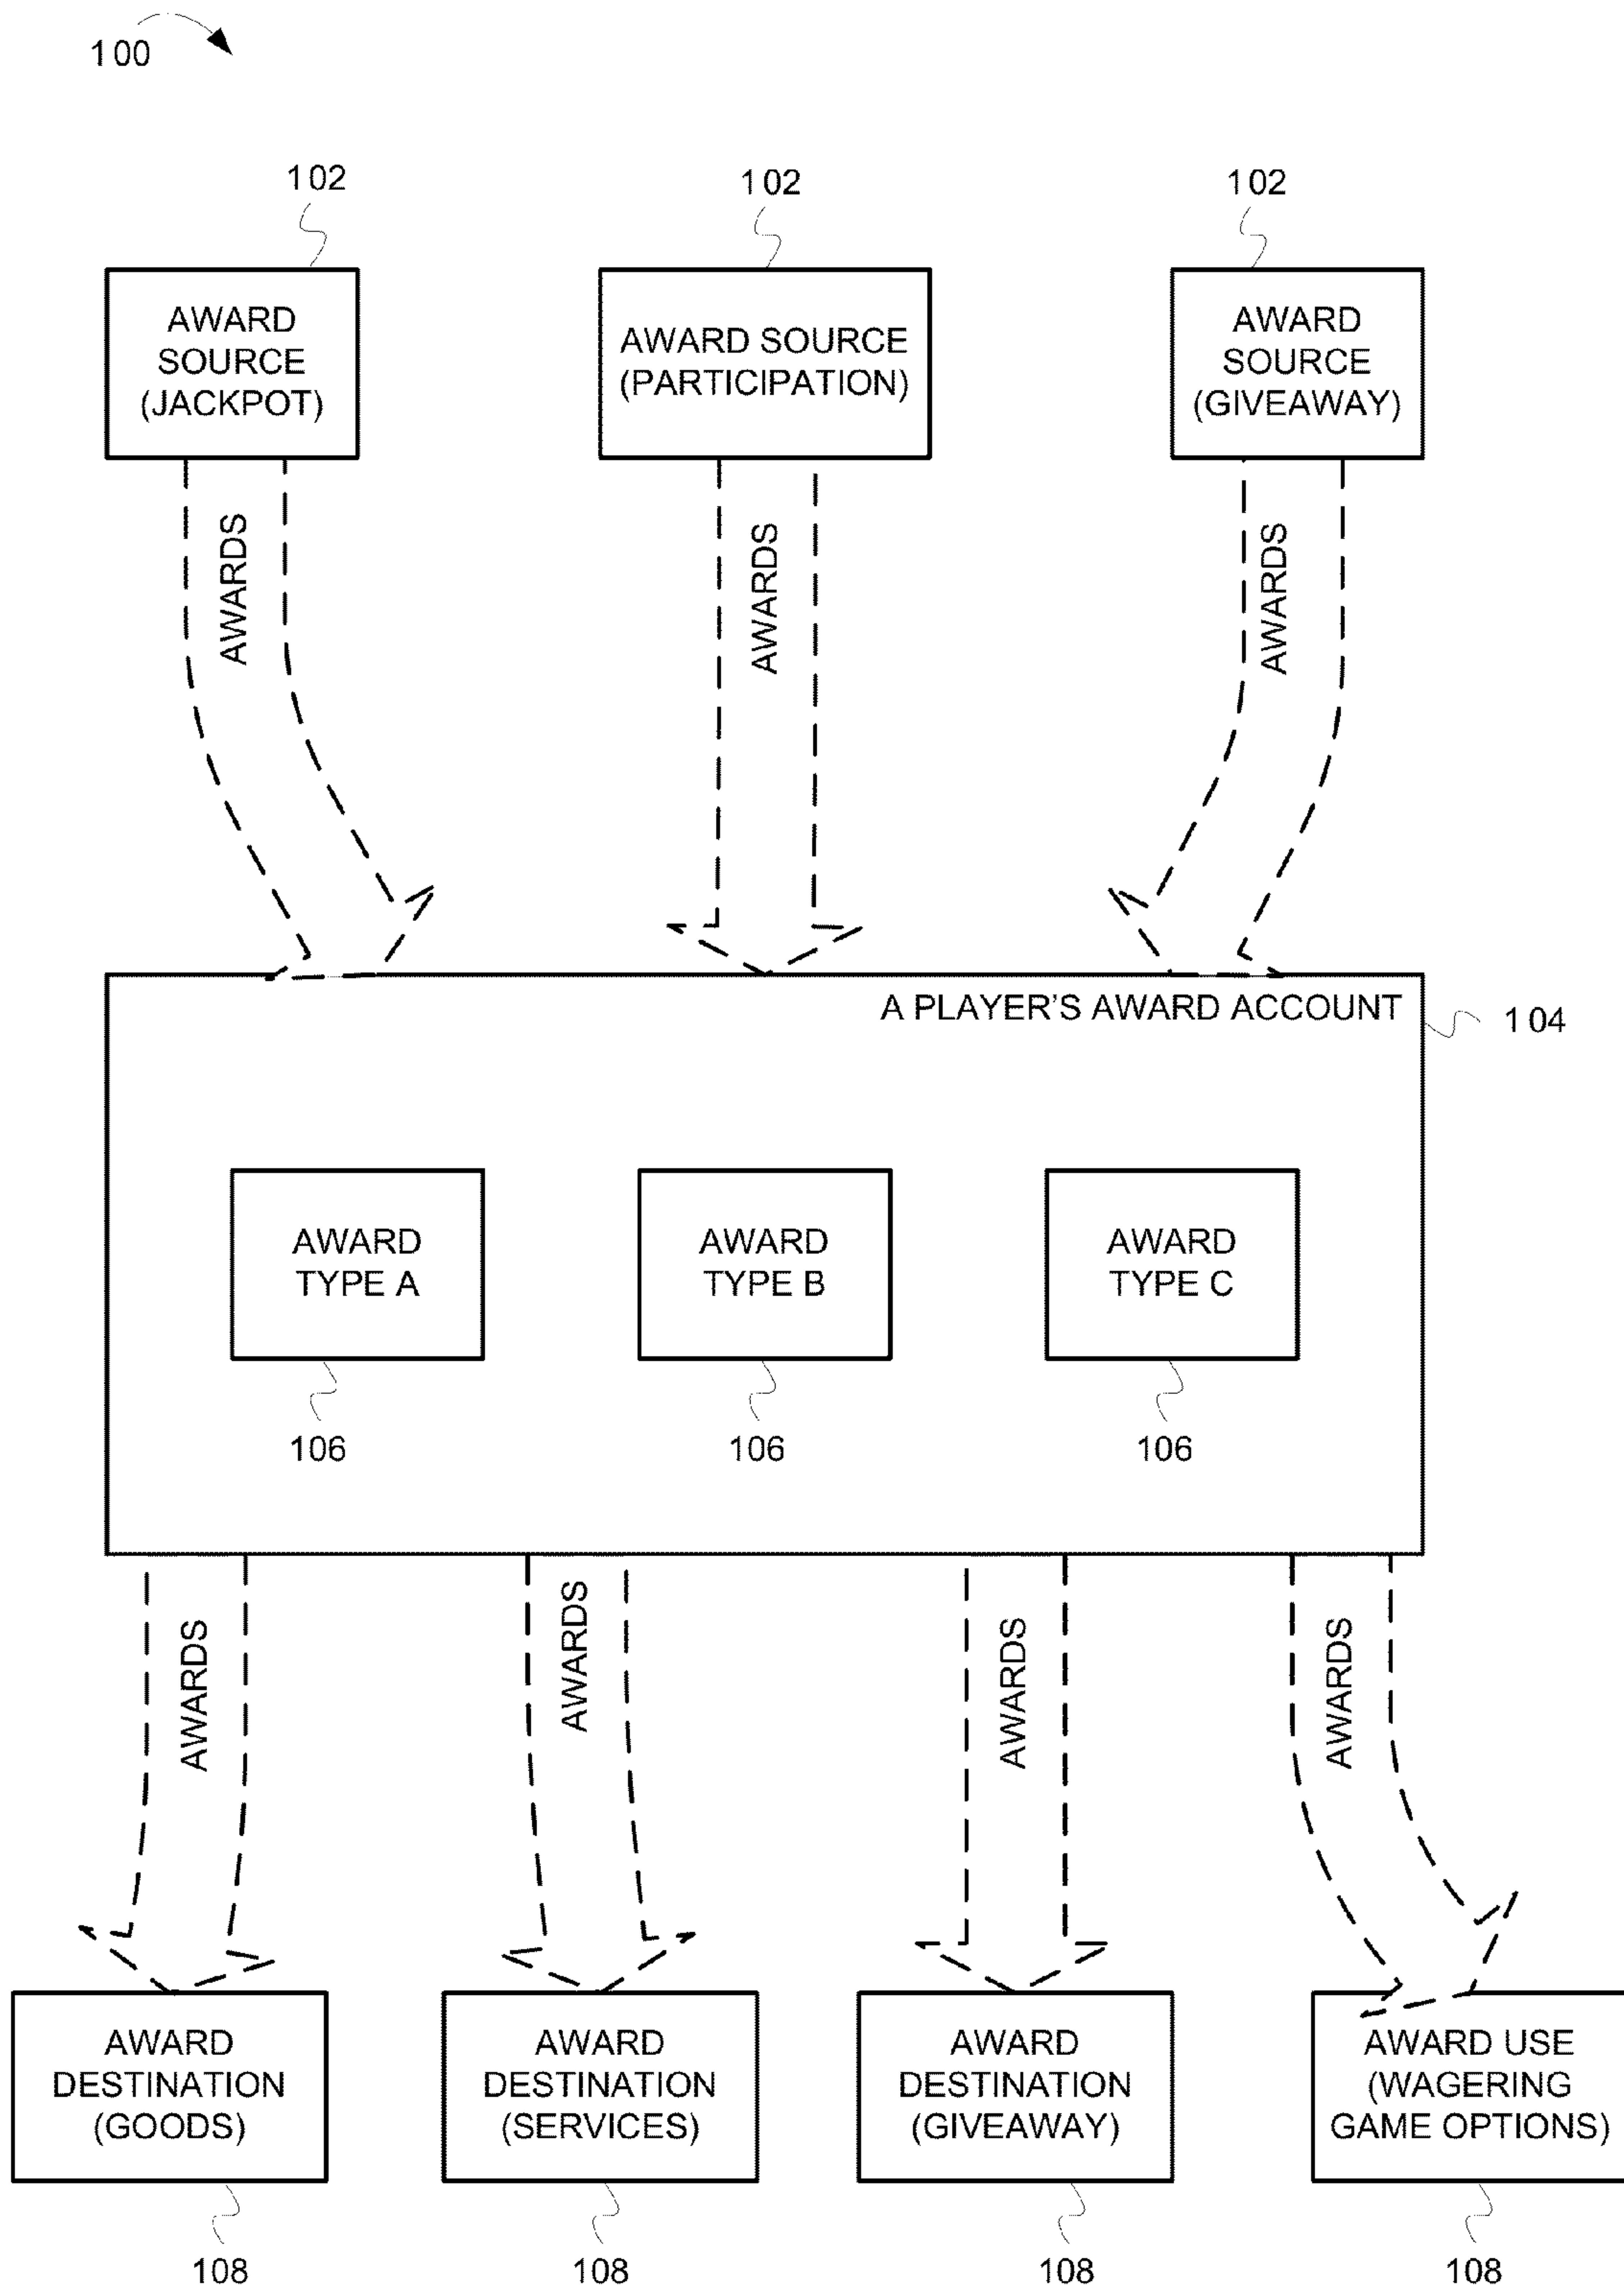 100
102
102
102
AWARD
SOURCE
(JACKPOT)
AWARD SOURCE
(PARTICIPATION)
AWARD
SOURCE
(GIVEAWAY)
AWARDS
AWARDS
AWARDS
A PLAYER'S AWARD ACCOUNT
104
AWARD
TYPE A
AWARD
TYPE B
AWARD
TYPE C
106
106
106
AWARDS
AWARDS
AWARDS
AWARDS
AWARD
DESTINATION
(GOODS)
AWARD
DESTINATION
(SERVICES)
AWARD
DESTINATION
(GIVEAWAY)
AWARD USE
(WAGERING
GAME OPTIONS)
108
108
108
108